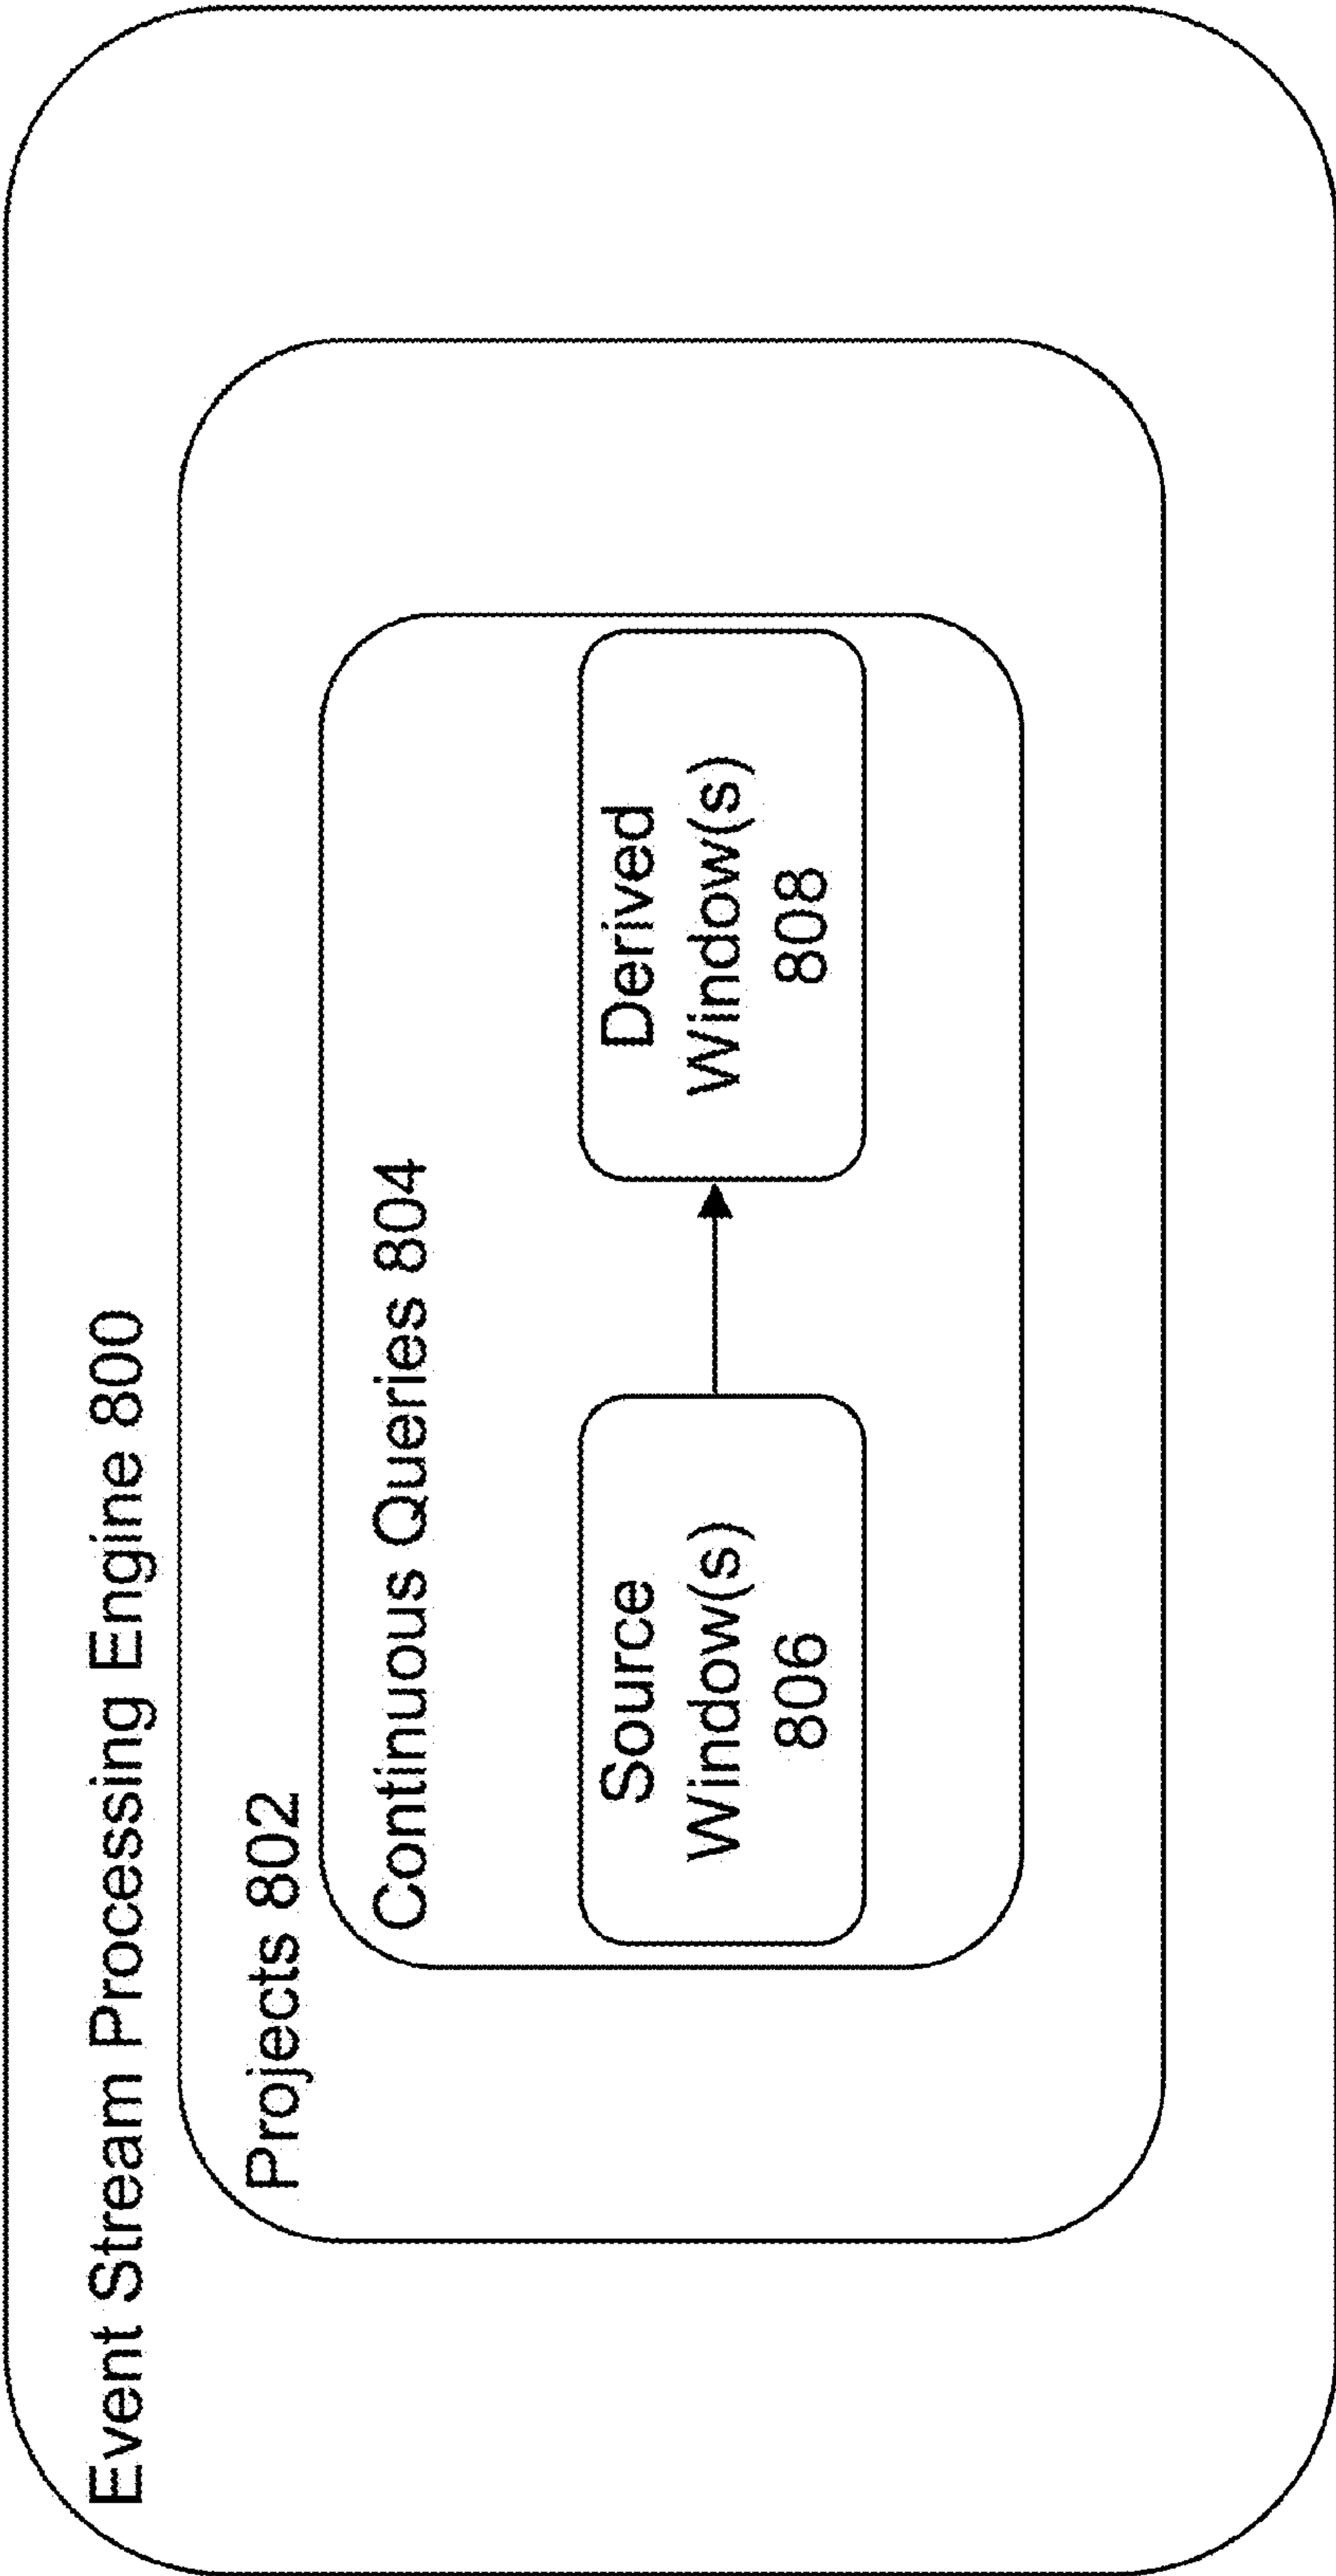 Event Stream Processing Engine 800
Projects 802
Continuous Queries 804
Source
Window(s)
806
Derived
Window(s)
808